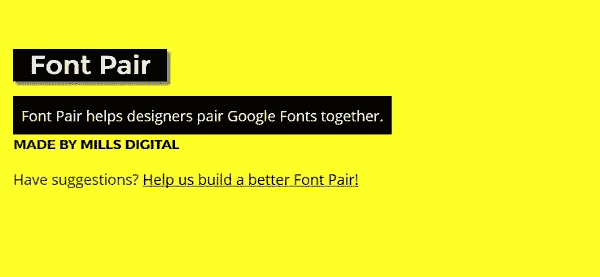 Font Pair
Font Pair helps designers pair Google Fonts together.
MADE BY MILLS DIGITAL
Have suggestions? Help us build a better Font Pair!